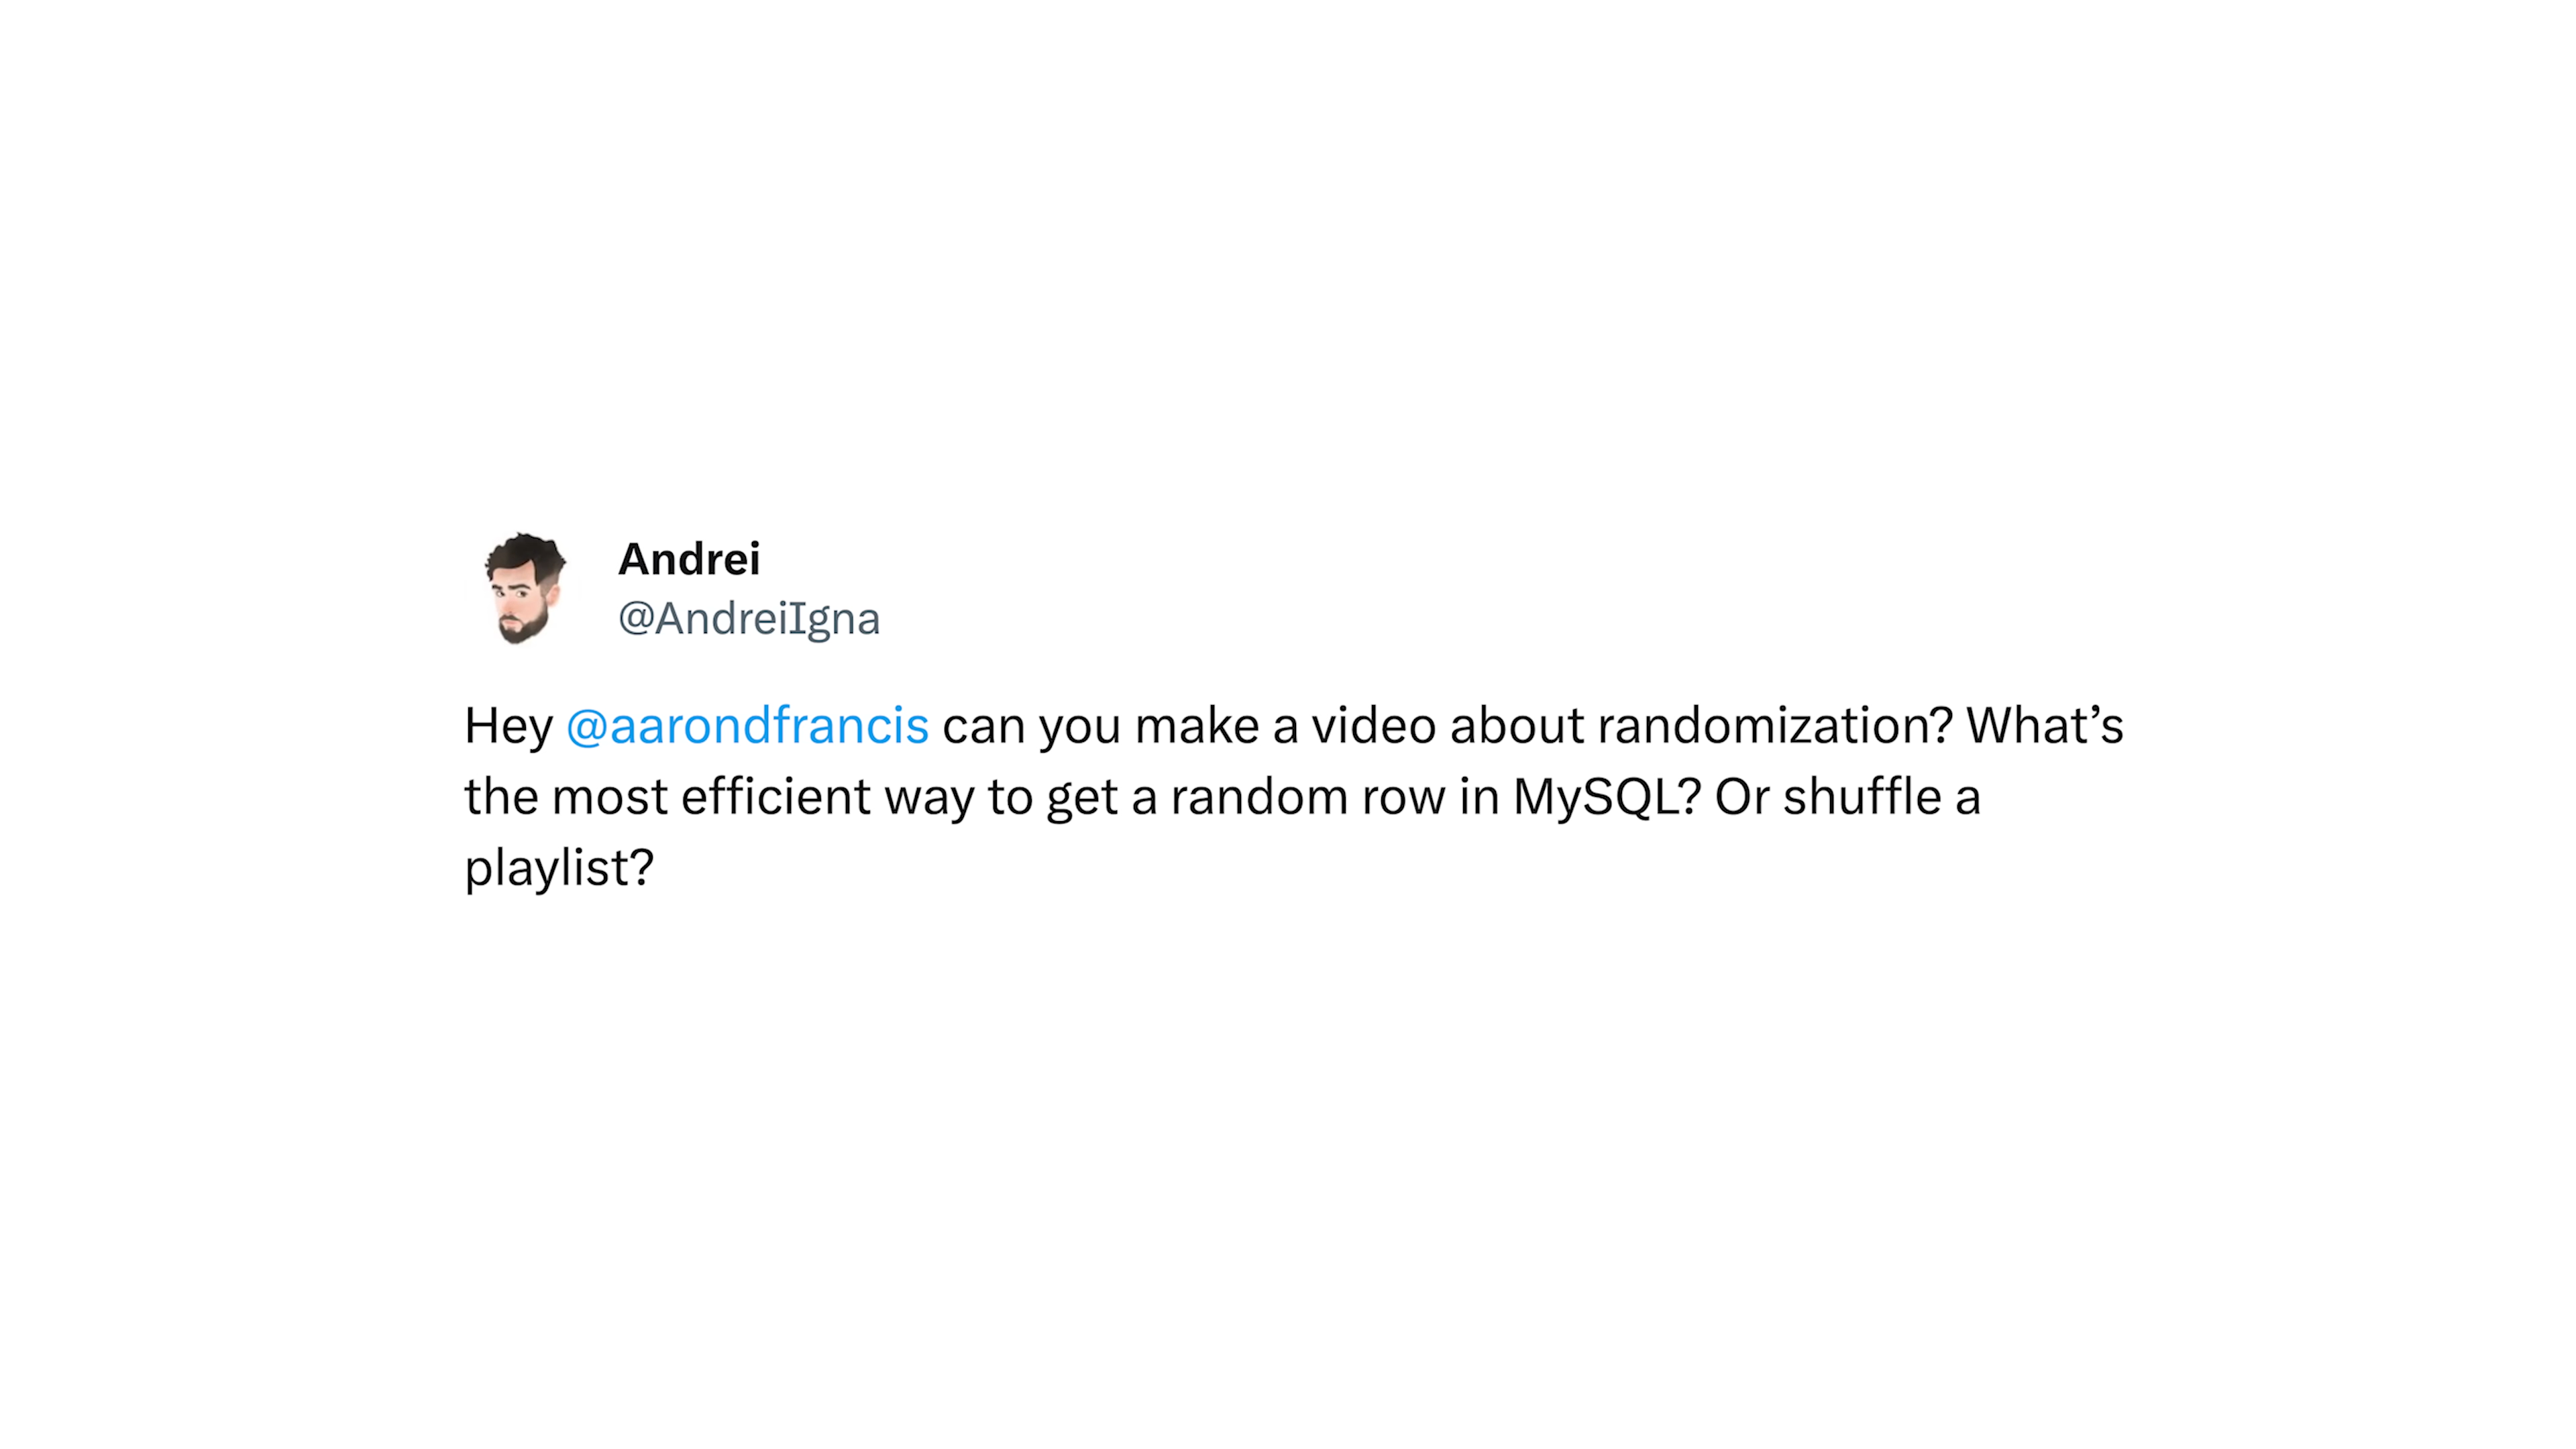 Andrei
@AndreiIgna
Hey @aarondfrancis can you make a video about randomization? What’s
the most efficient way to get a random row in MySQL? Or shuffle a
playlist?